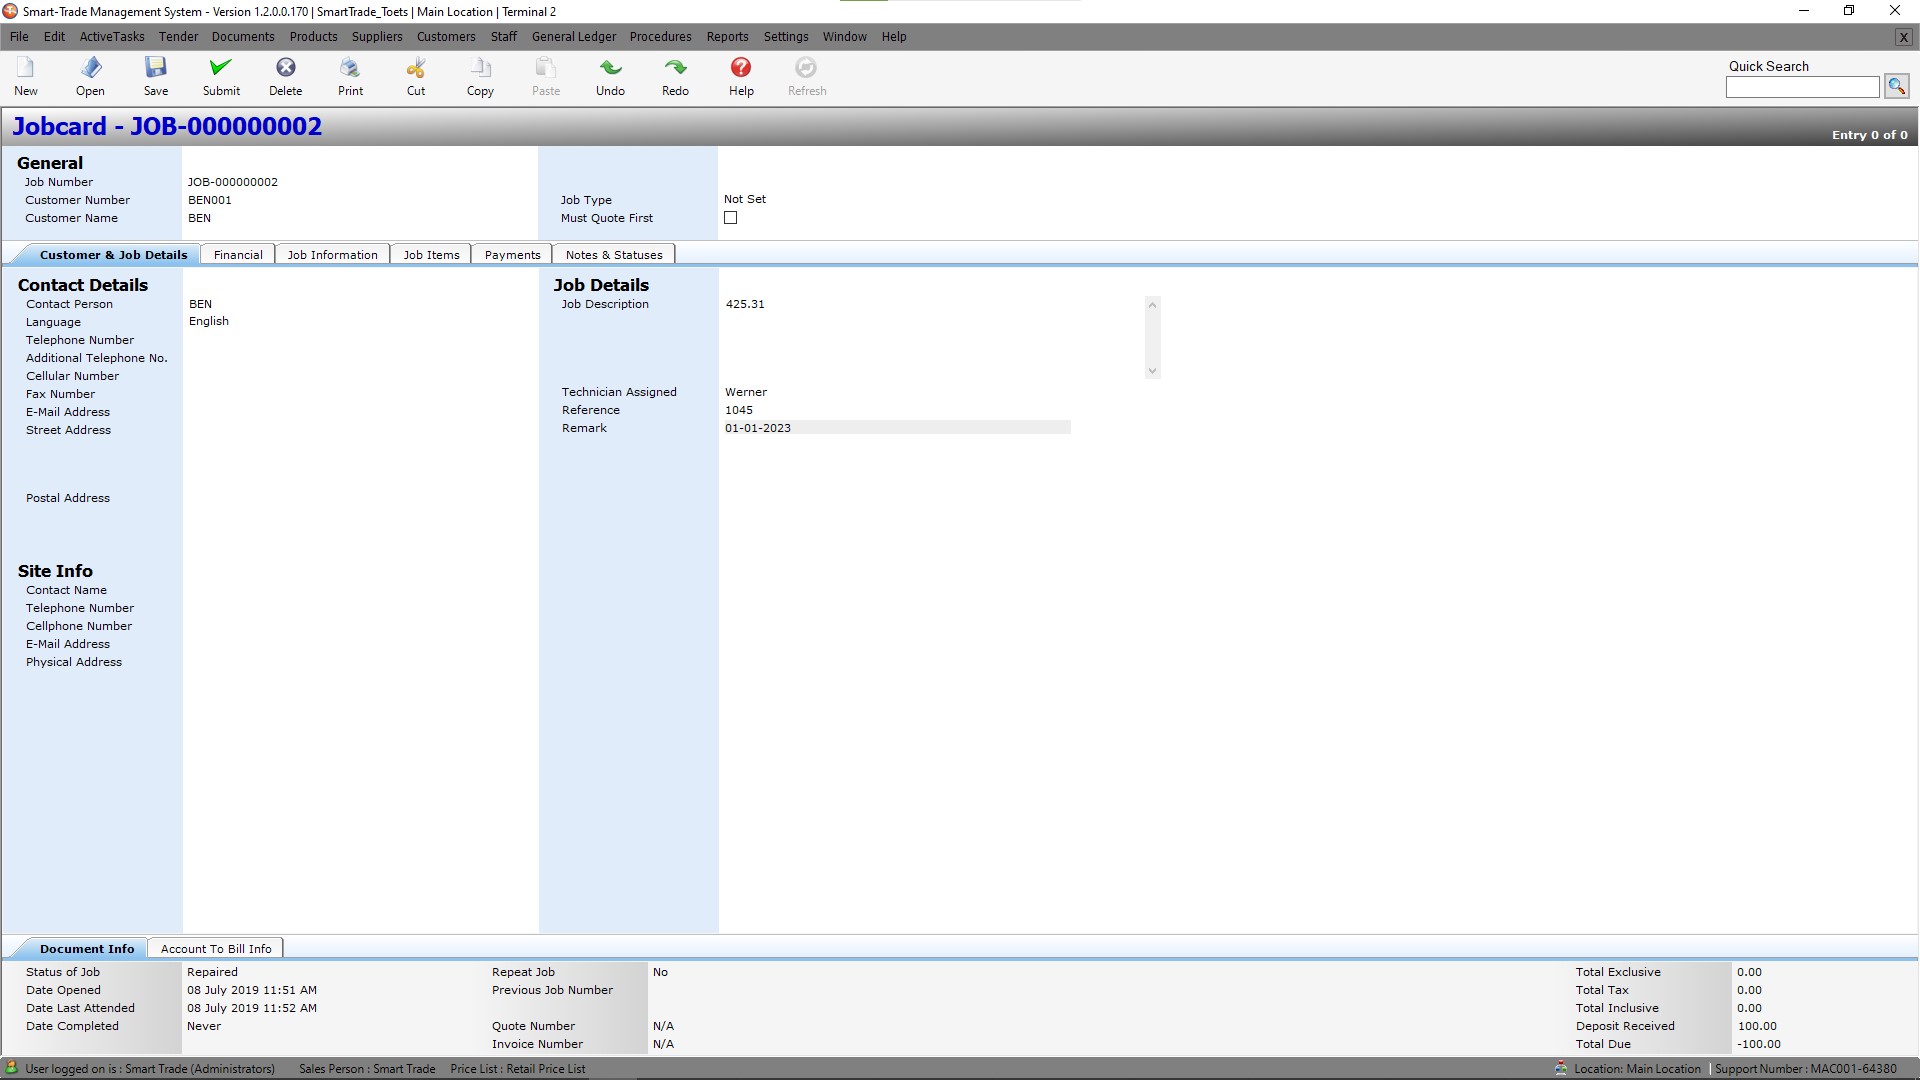 Smart-Trade Management System - Version 1.2.0.0.170 | SmartTrade_Toets | Main Location | Terminal 2
File Edit ActiveTasks Tender Documents Products Suppliers Customers Staff General Ledger Procedures Reports Settings Window Help X
New Open Save Submit Delete Print Cut Copy Paste Undo Redo Help Refresh
Quick Search
Jobcard - JOB-000000002
Entry 0 of 0
General
Job Number JOB-000000002
Customer Number BEN001 Job Type Not Set
Customer Name BEN Must Quote First
Customer & Job Details Financial Job Information Job Items Payments Notes & Statuses
Contact Details
Contact Person BEN
Language English
Telephone Number
Additional Telephone No.
Cellular Number
Fax Number
E-Mail Address
Street Address
Postal Address
Job Details
Job Description 425.31
Technician Assigned Werner
Reference 1045
Remark 01-01-2023
Site Info
Contact Name
Telephone Number
Cellphone Number
E-Mail Address
Physical Address
Document Info Account To Bill Info
Status of Job Repaired
Date Opened 08 July 2019 11:51 AM
Date Last Attended 08 July 2019 11:52 AM
Date Completed Never
Repeat Job No
Previous Job Number
Quote Number N/A
Invoice Number N/A
Total Exclusive 0.00
Total Tax 0.00
Total Inclusive 0.00
Deposit Received 100.00
Total Due -100.00
User logged on is : Smart Trade (Administrators) Sales Person : Smart Trade Price List : Retail Price List Location: Main Location | Support Number : MAC001-64380